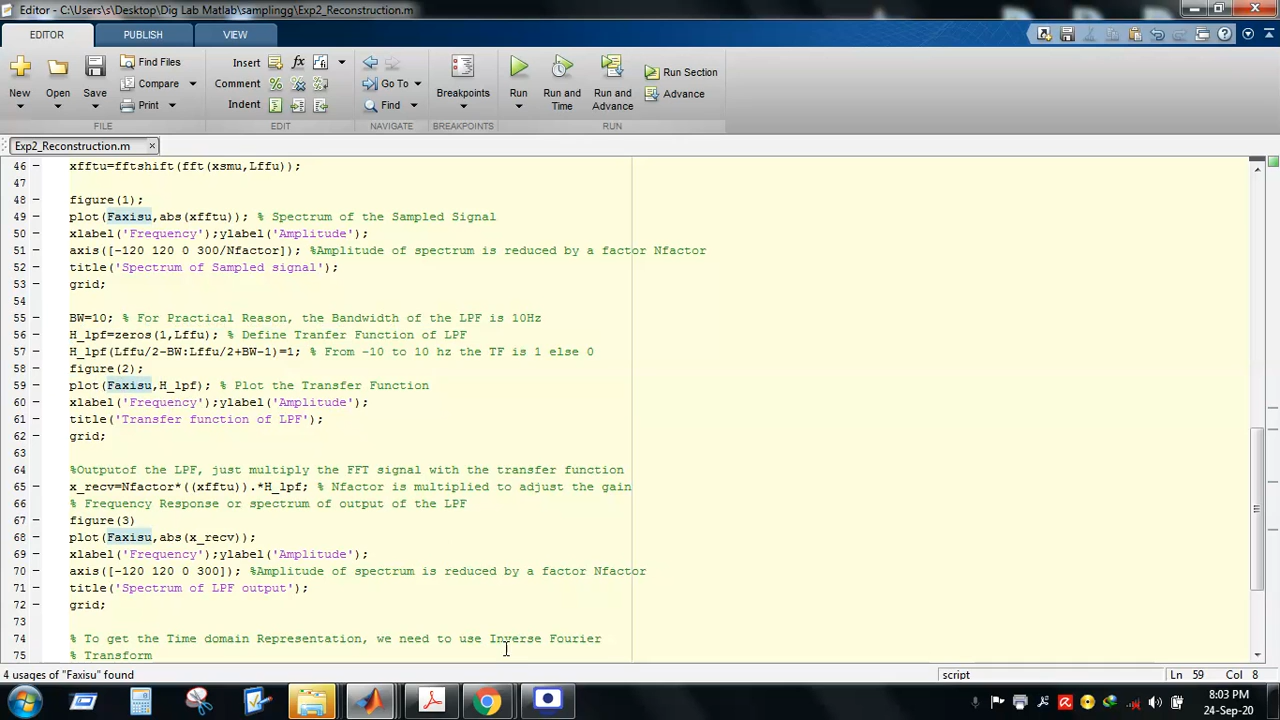 Editor - C:\Users\s\Desktop\Dig Lab Matlab\samplingg\Exp2_Reconstruction.m
EDITOR PUBLISH VIEW
New Open Save Find Files Compare Print
FILE
Insert Comment Indent
EDIT
Go To Find
NAVIGATE
Breakpoints
BREAKPOINTS
Run Run and Time Run and Advance Run Section Advance
RUN
Exp2_Reconstruction.m
46 xfftu=fftshift(fft(xsmu,Lffu));
47
48 figure(1);
49 plot(Faxisu,abs(xfftu)); % Spectrum of the Sampled Signal
50 xlabel('Frequency');ylabel('Amplitude');
51 axis([-120 120 0 300/Nfactor]); %Amplitude of spectrum is reduced by a factor Nfactor
52 title('Spectrum of Sampled signal');
53 grid;
54
55 BW=10; % For Practical Reason, the Bandwidth of the LPF is 10Hz
56 H_lpf=zeros(1,Lffu); % Define Tranfer Function of LPF
57 H_lpf(Lffu/2-BW:Lffu/2+BW-1)=1; % From -10 to 10 hz the TF is 1 else 0
58 figure(2);
59 plot(Faxisu,H_lpf); % Plot the Transfer Function
60 xlabel('Frequency');ylabel('Amplitude');
61 title('Transfer function of LPF');
62 grid;
63
64 %Outputof the LPF, just multiply the FFT signal with the transfer function
65 x_recv=Nfactor*((xfftu)).*H_lpf; % Nfactor is multiplied to adjust the gain
66 % Frequency Response or spectrum of output of the LPF
67 figure(3)
68 plot(Faxisu,abs(x_recv));
69 xlabel('Frequency');ylabel('Amplitude');
70 axis([-120 120 0 300]); %Amplitude of spectrum is reduced by a factor Nfactor
71 title('Spectrum of LPF output');
72 grid;
73
74 % To get the Time domain Representation, we need to use Inverse Fourier
75 % Transform
4 usages of "Faxisu" found script Ln 59 Col 8
8:03 PM
24-Sep-20